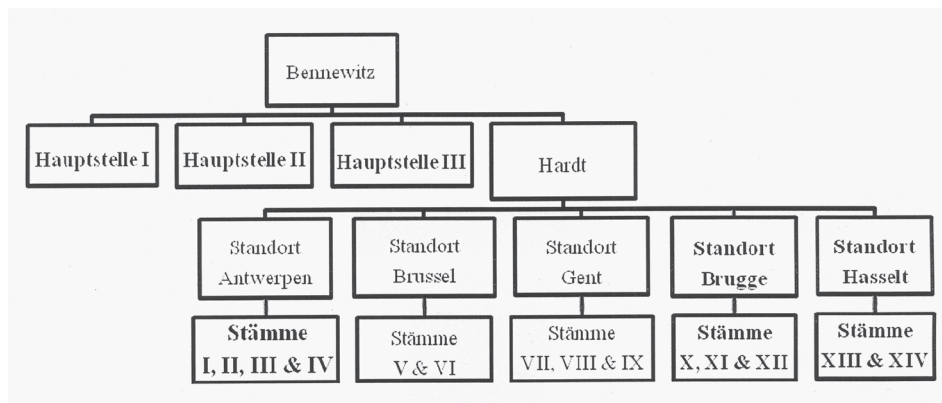 Bennewitz
Hauptstelle I
Hauptstelle II
Hauptstelle III
Hardt
Standort
Antwerpen
Standort
Brussel
Standort
Gent
Standort
Brugge
Standort
Hasselt
Stämme
I, II, III & IV
Stämme
V & VI
Stämme
VII, VIII & IX
Stämme
X, XI & XII
Stämme
XIII & XIV